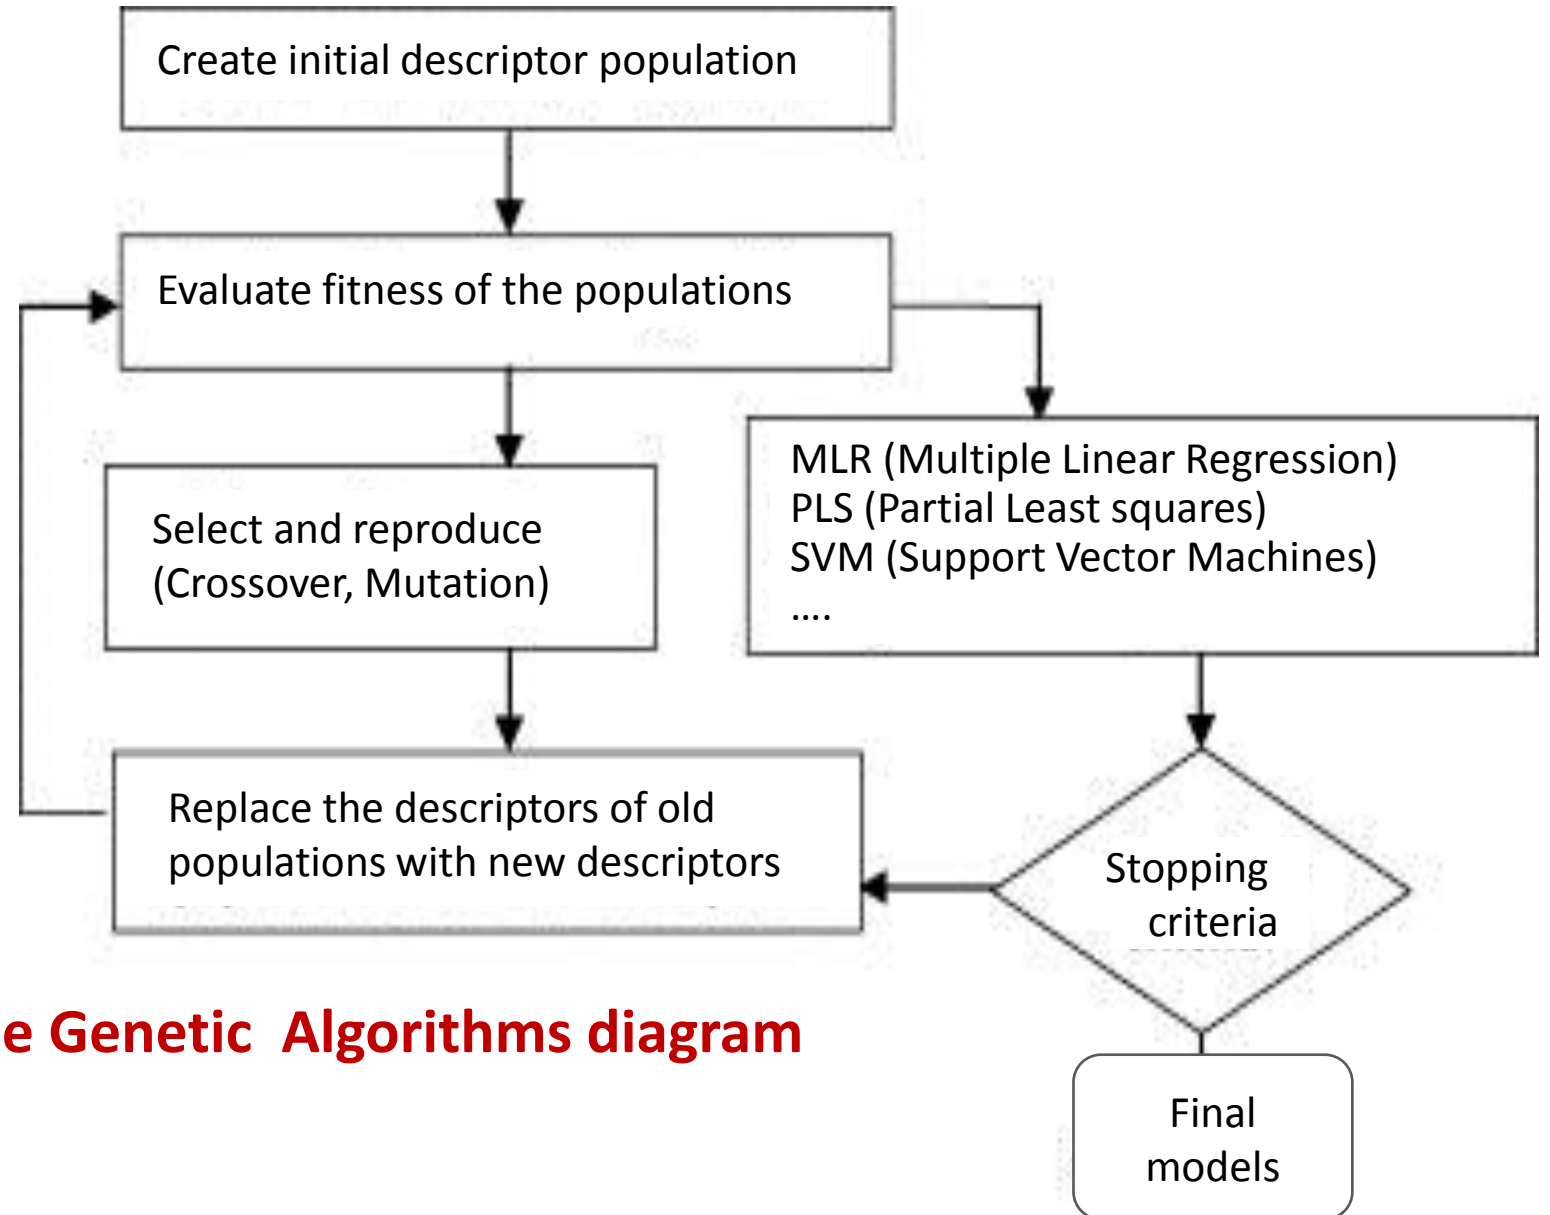 Create initial descriptor population
Evaluate fitness of the populations
Select and reproduce
(Crossover, Mutation)
MLR (Multiple Linear Regression)
PLS (Partial Least squares)
SVM (Support Vector Machines)
....
Replace the descriptors of old
populations with new descriptors
Stopping
criteria
e Genetic Algorithms diagram
Final
models